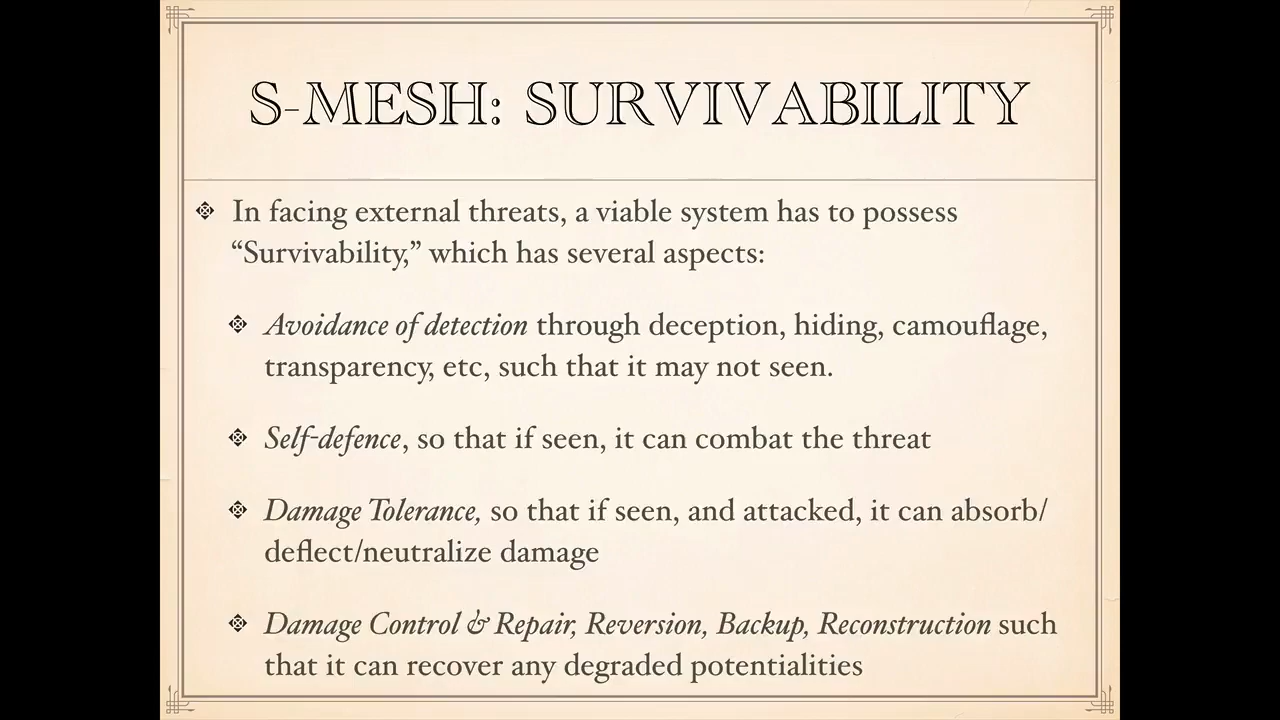 S-MESH: SURVIVABILITY
In facing external threats, a viable system has to possess
“Survivability,” which has several aspects:
Avoidance of detection through deception, hiding, camouflage,
transparency, etc, such that it may not seen.
Self-defence, so that if seen, it can combat the threat
Damage Tolerance, so that if seen, and attacked, it can absorb/
deflect/neutralize damage
Damage Control & Repair, Reversion, Backup, Reconstruction such
that it can recover any degraded potentialities